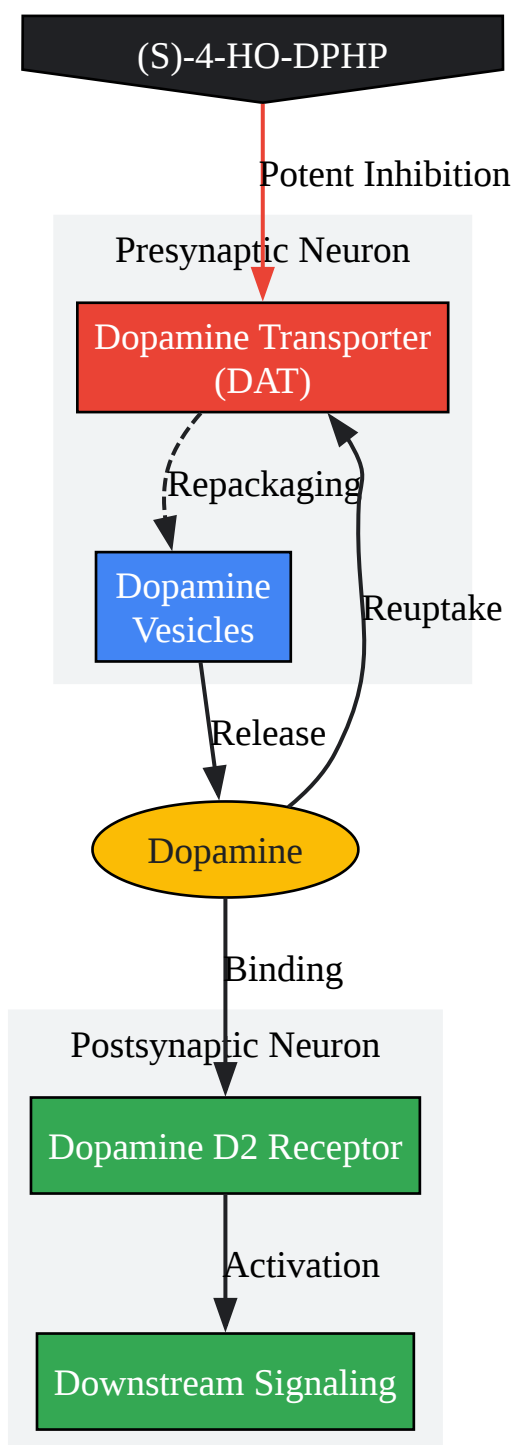 (S)-4-HO-DPHP
Potent Inhibition
Presynaptic Neuron
Dopamine Transporter
(DAT)
Repackaging
Dopamine
Vesicles
Reuptake
Release
Dopamine
Binding
Postsynaptic Neuron
Dopamine D2 Receptor
Activation
Downstream Signaling